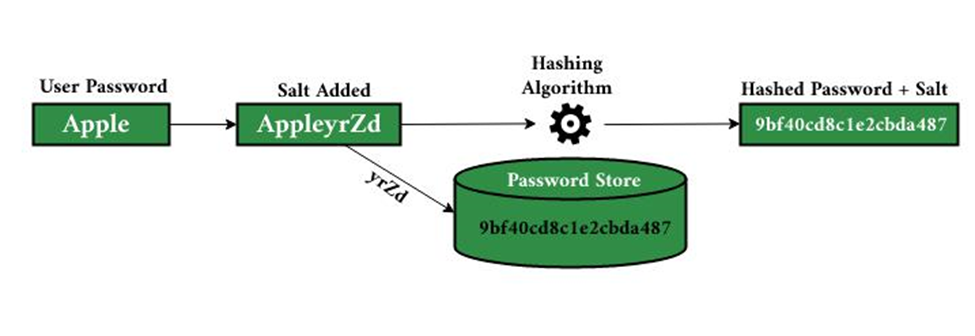 User Password
Apple
Salt Added
AppleyrZd
yrZd
Hashing
Algorithm
Password Store
9bf40cd8c1e2cbda487
Hashed Password + Salt
9bf40cd8c1e2cbda487